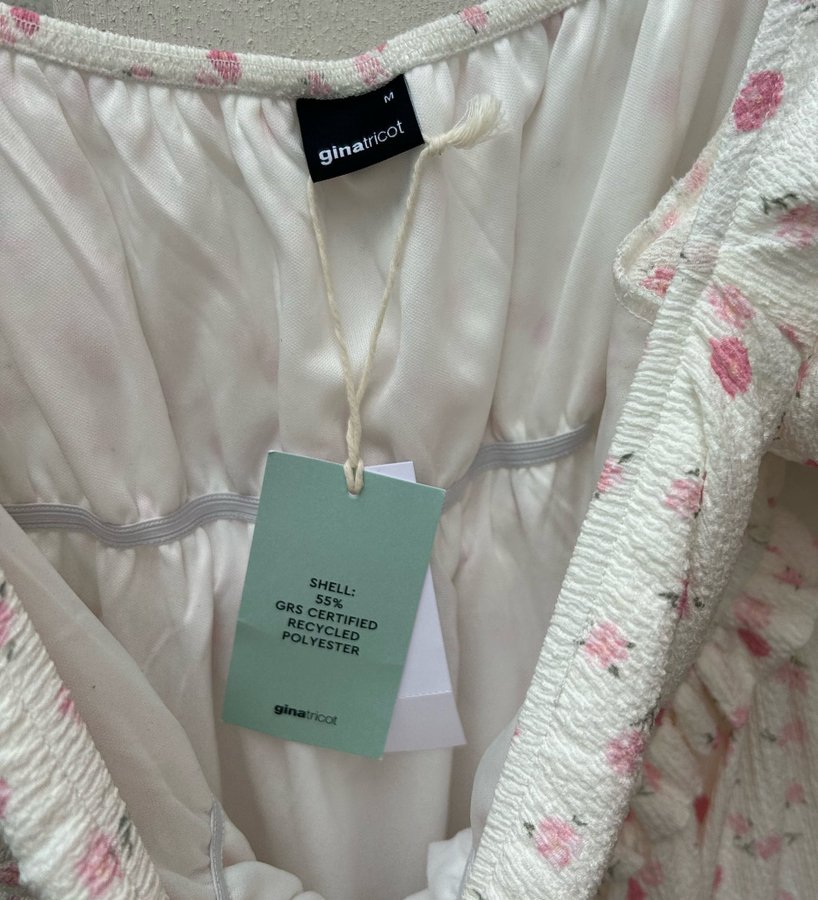 M
ginatricot
SHELL:
55%
GRS CERTIFIED
RECYCLED
POLYESTER
ginatricot